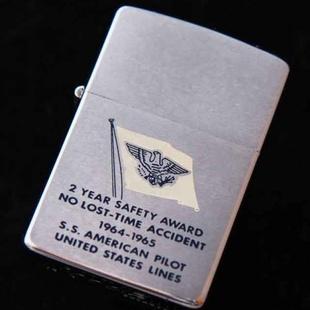 2 YEAR SAFETY AWARD
NO LOST-TIME ACCIDENT
1964-1965
S.S. AMERICAN PILOT
UNITED STATES LINES